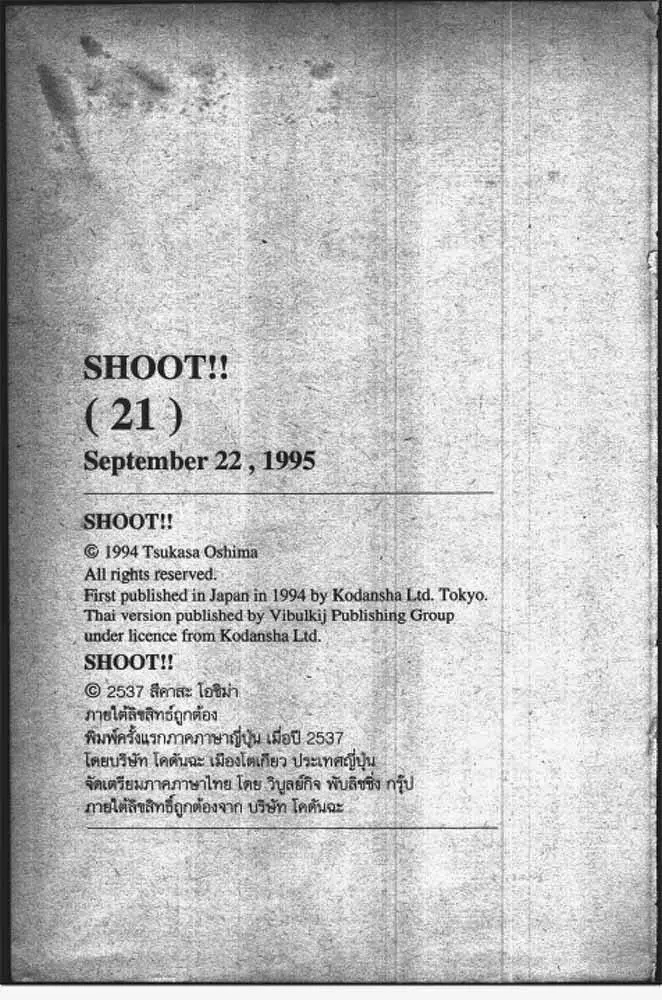 SHOOT!!
( 21 )
September 22 , 1995
SHOOT!!
© 1994 Tsukasa Oshima
All rights reserved.
First published in Japan in 1994 by Kodansha Ltd. Tokyo.
Thai version published by Vibulkij Publishing Group
under licence from Kodansha Ltd.
SHOOT!!
© 2537 สึคาสะ โอชิม่า
ภายใต้ลิขสิทธ์ถูกต้อง
พิมพ์ครั้งแรกภาคภาษาญี่ปุ่น เมื่อปี 2537
โดยบริษัท โคดันฉะ เมืองโตเกียว ประเทศญี่ปุ่น
จัดเตรียมภาคภาษาไทย โดย วิบูลย์กิจ พับลิชชิ่ง กรุ๊ป
ภายใต้ลิขสิทธิ์ถูกต้องจาก บริษัท โคดันฉะ